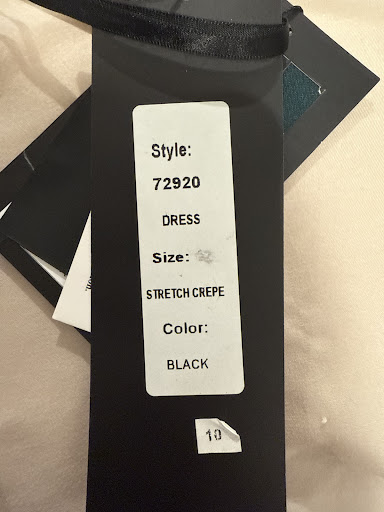 Style:
72920
DRESS
Size:
STRETCH CREPE
Color:
BLACK
10